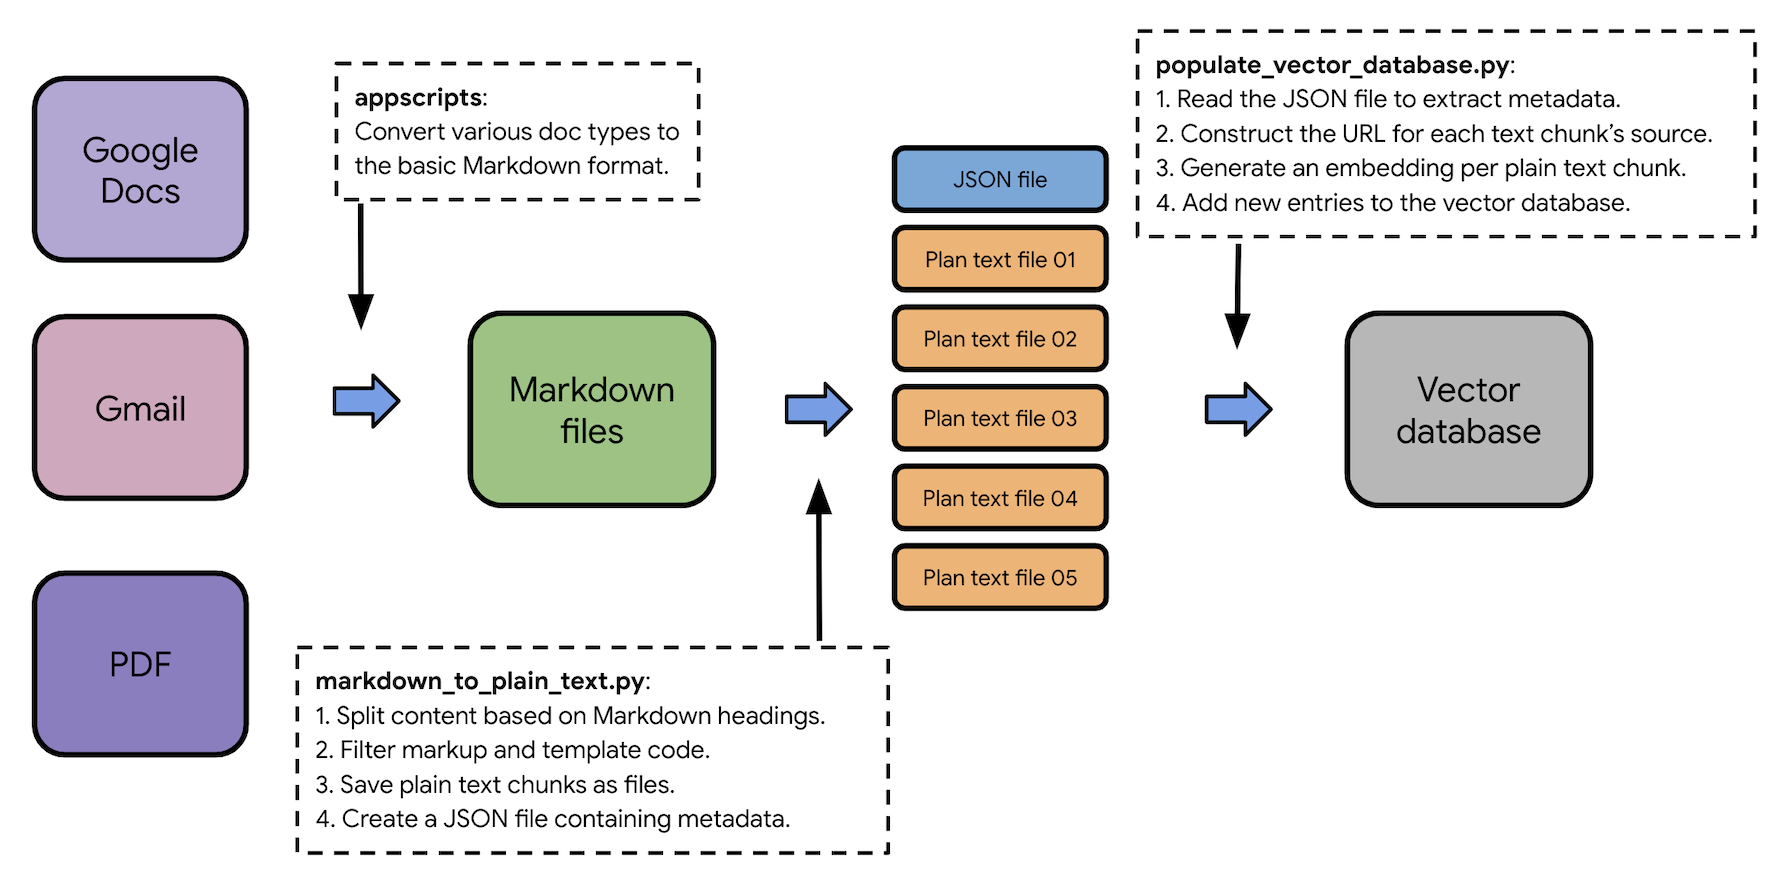 Google
Docs
Gmail
PDF
appscripts:
Convert various doc types to
the basic Markdown format.
Markdown
files
markdown_to_plain_text.py:
1. Split content based on Markdown headings.
2. Filter markup and template code.
3. Save plain text chunks as files.
4. Create a JSON file containing metadata.
JSON file
Plan text file 01
Plan text file 02
Plan text file 03
Plan text file 04
Plan text file 05
populate_vector_database.py:
1. Read the JSON file to extract metadata.
2. Construct the URL for each text chunk’s source.
3. Generate an embedding per plain text chunk.
4. Add new entries to the vector database.
Vector
database